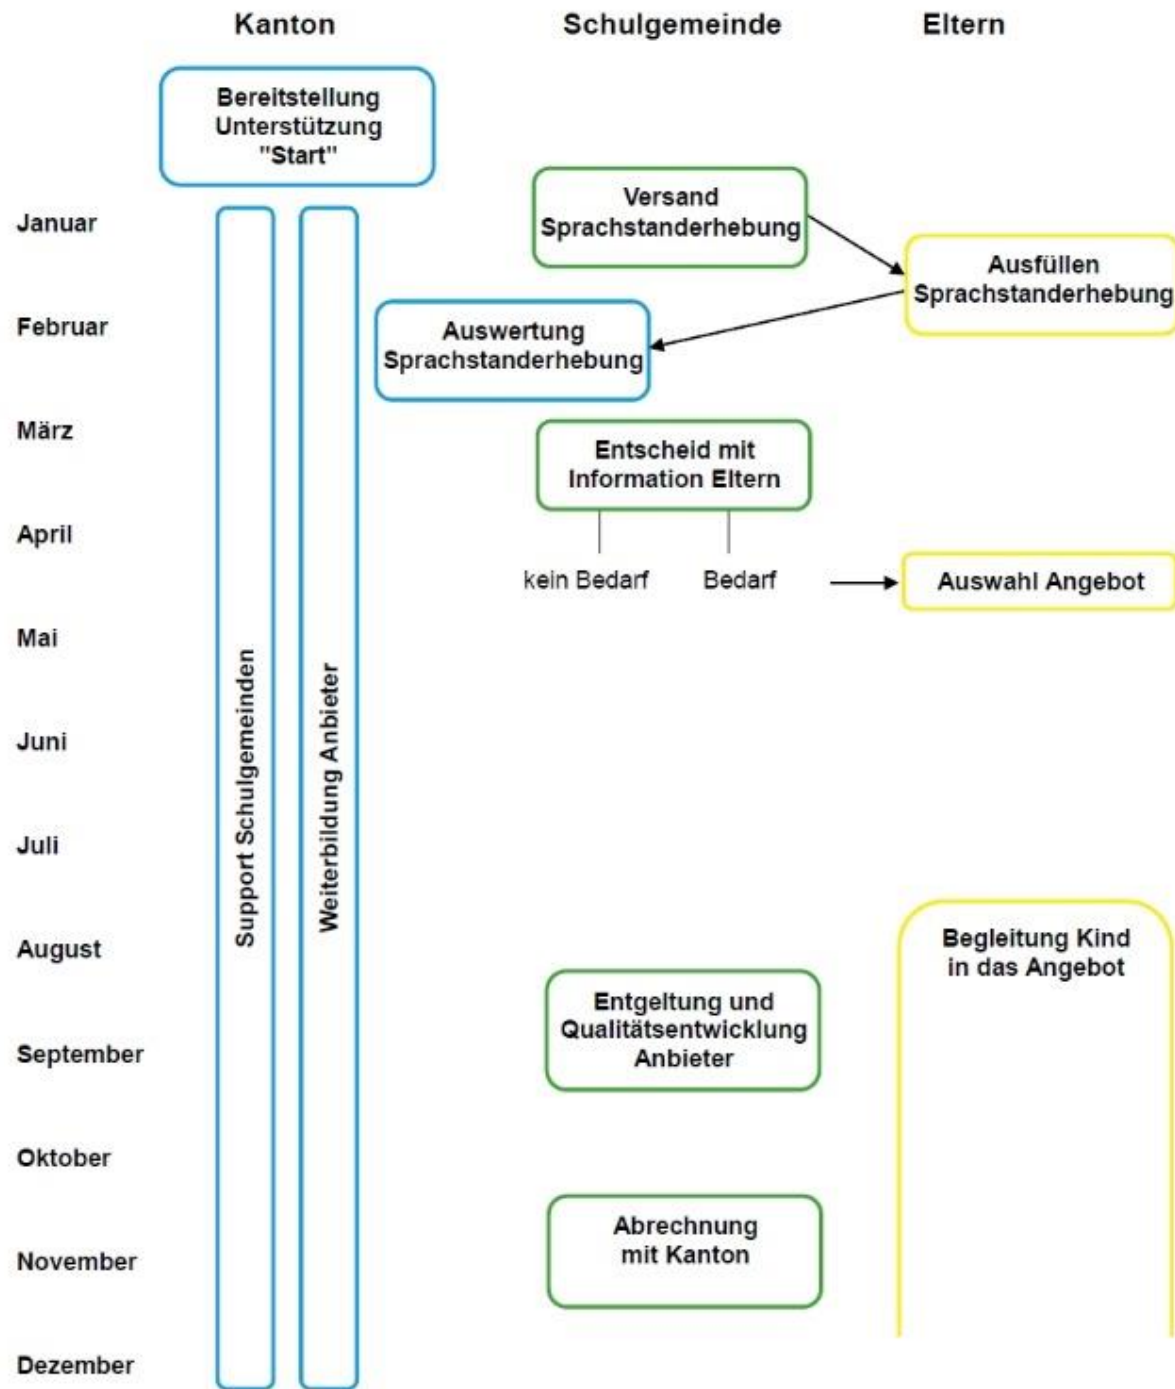 Kanton
Schulgemeinde
Eltern
Bereitstellung
Unterstützung
"Start"
Januar
Versand
Sprachstanderhebung
Ausfüllen
Sprachstanderhebung
Februar
Auswertung
Sprachstanderhebung
März
Entscheid mit
Information Eltern
April
kein Bedarf
Bedarf
Auswahl Angebot
Mai
Support Schulgemeinden
Weiterbildung Anbieter
Juni
Juli
August
Begleitung Kind
in das Angebot
Entgeltung und
Qualitätsentwicklung
Anbieter
September
Oktober
Abrechnung
mit Kanton
November
Dezember